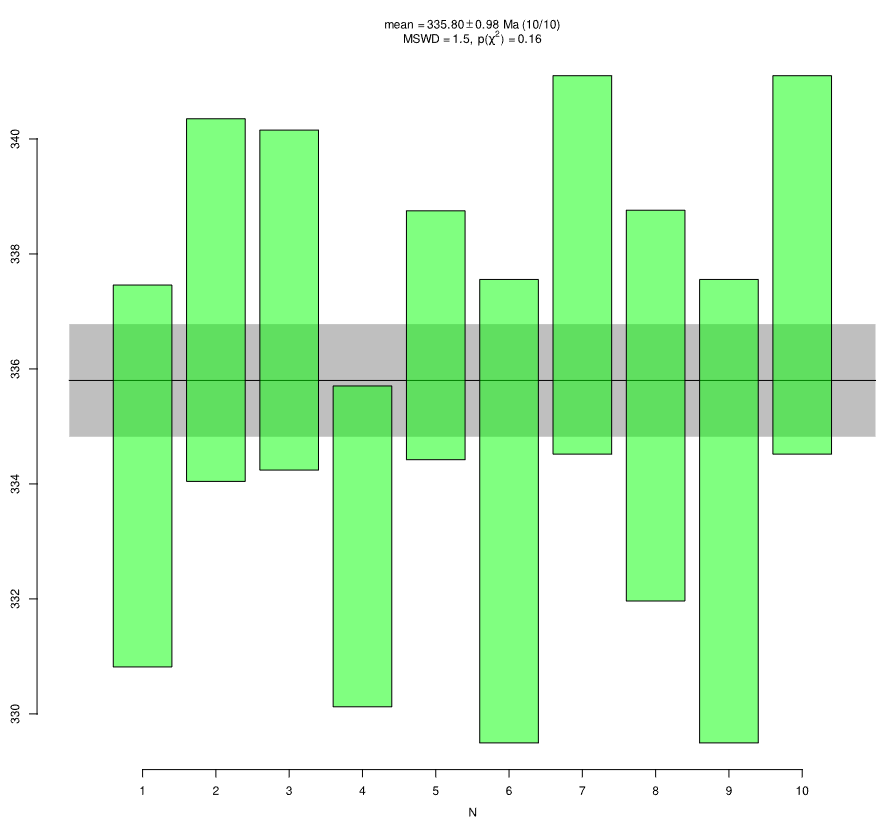 mean = 335.80 ± 0.98 Ma (10/10)
MSWD = 1.5, p(χ²) = 0.16
340
338
336
334
332
330
1 2 3 4 5 6 7 8 9 10
N